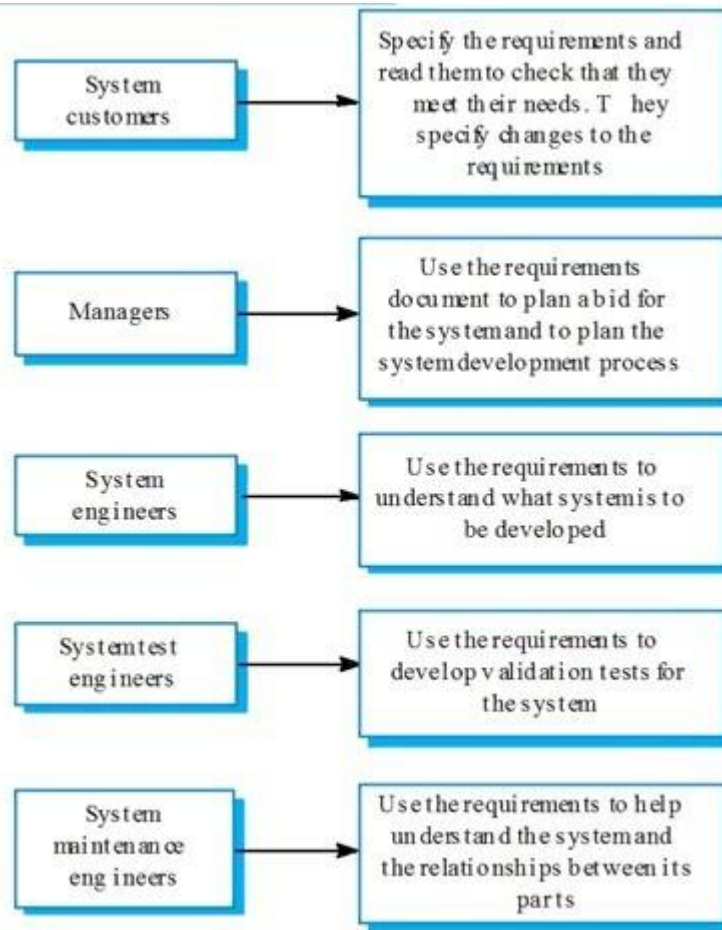 System
customers
Specify the requirements and
read them to check that they
meet their needs. T hey
specify changes to the
requirements
Managers
Use the requirements
document to plan a bid for
the system and to plan the
system development process
System
engineers
Use the requirements to
understand what system is to
be developed
System test
engineers
Use the requirements to
develop validation tests for
the system
System
maintenance
engineers
Use the requirements to help
understand the system and
the relationships between its
parts